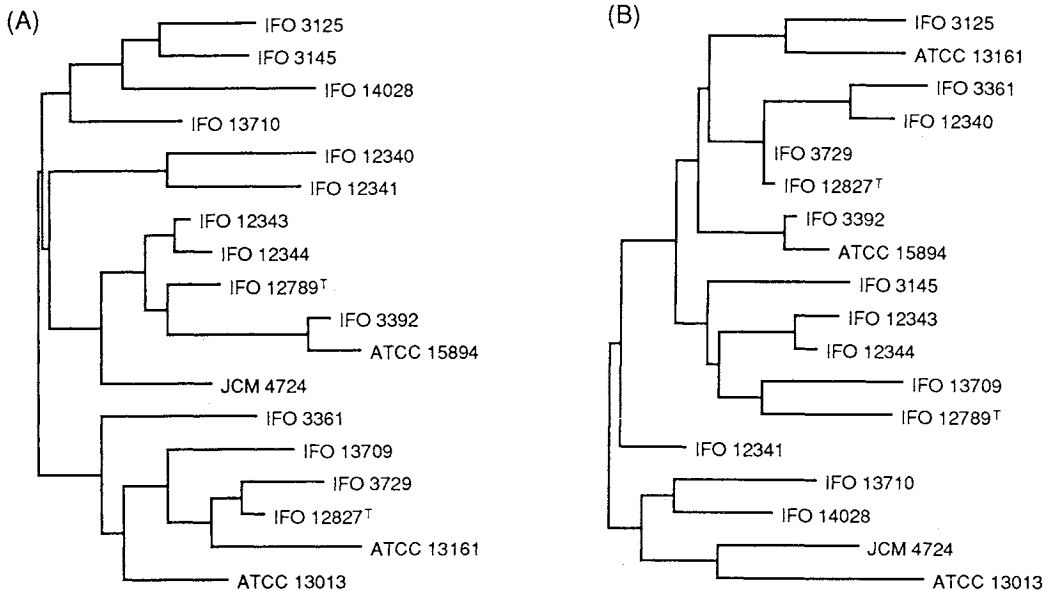 (A)
IFO 3125
IFO 3145
IFO 14028
IFO 13710
IFO 12340
IFO 12341
IFO 12343
IFO 12344
IFO 12789ᵀ
IFO 3392
ATCC 15894
JCM 4724
IFO 3361
IFO 13709
IFO 3729
IFO 12827ᵀ
ATCC 13161
ATCC 13013
(B)
IFO 3125
ATCC 13161
IFO 3361
IFO 12340
IFO 3729
IFO 12827ᵀ
IFO 3392
ATCC 15894
IFO 3145
IFO 12343
IFO 12344
IFO 13709
IFO 12789ᵀ
IFO 12341
IFO 13710
IFO 14028
JCM 4724
ATCC 13013